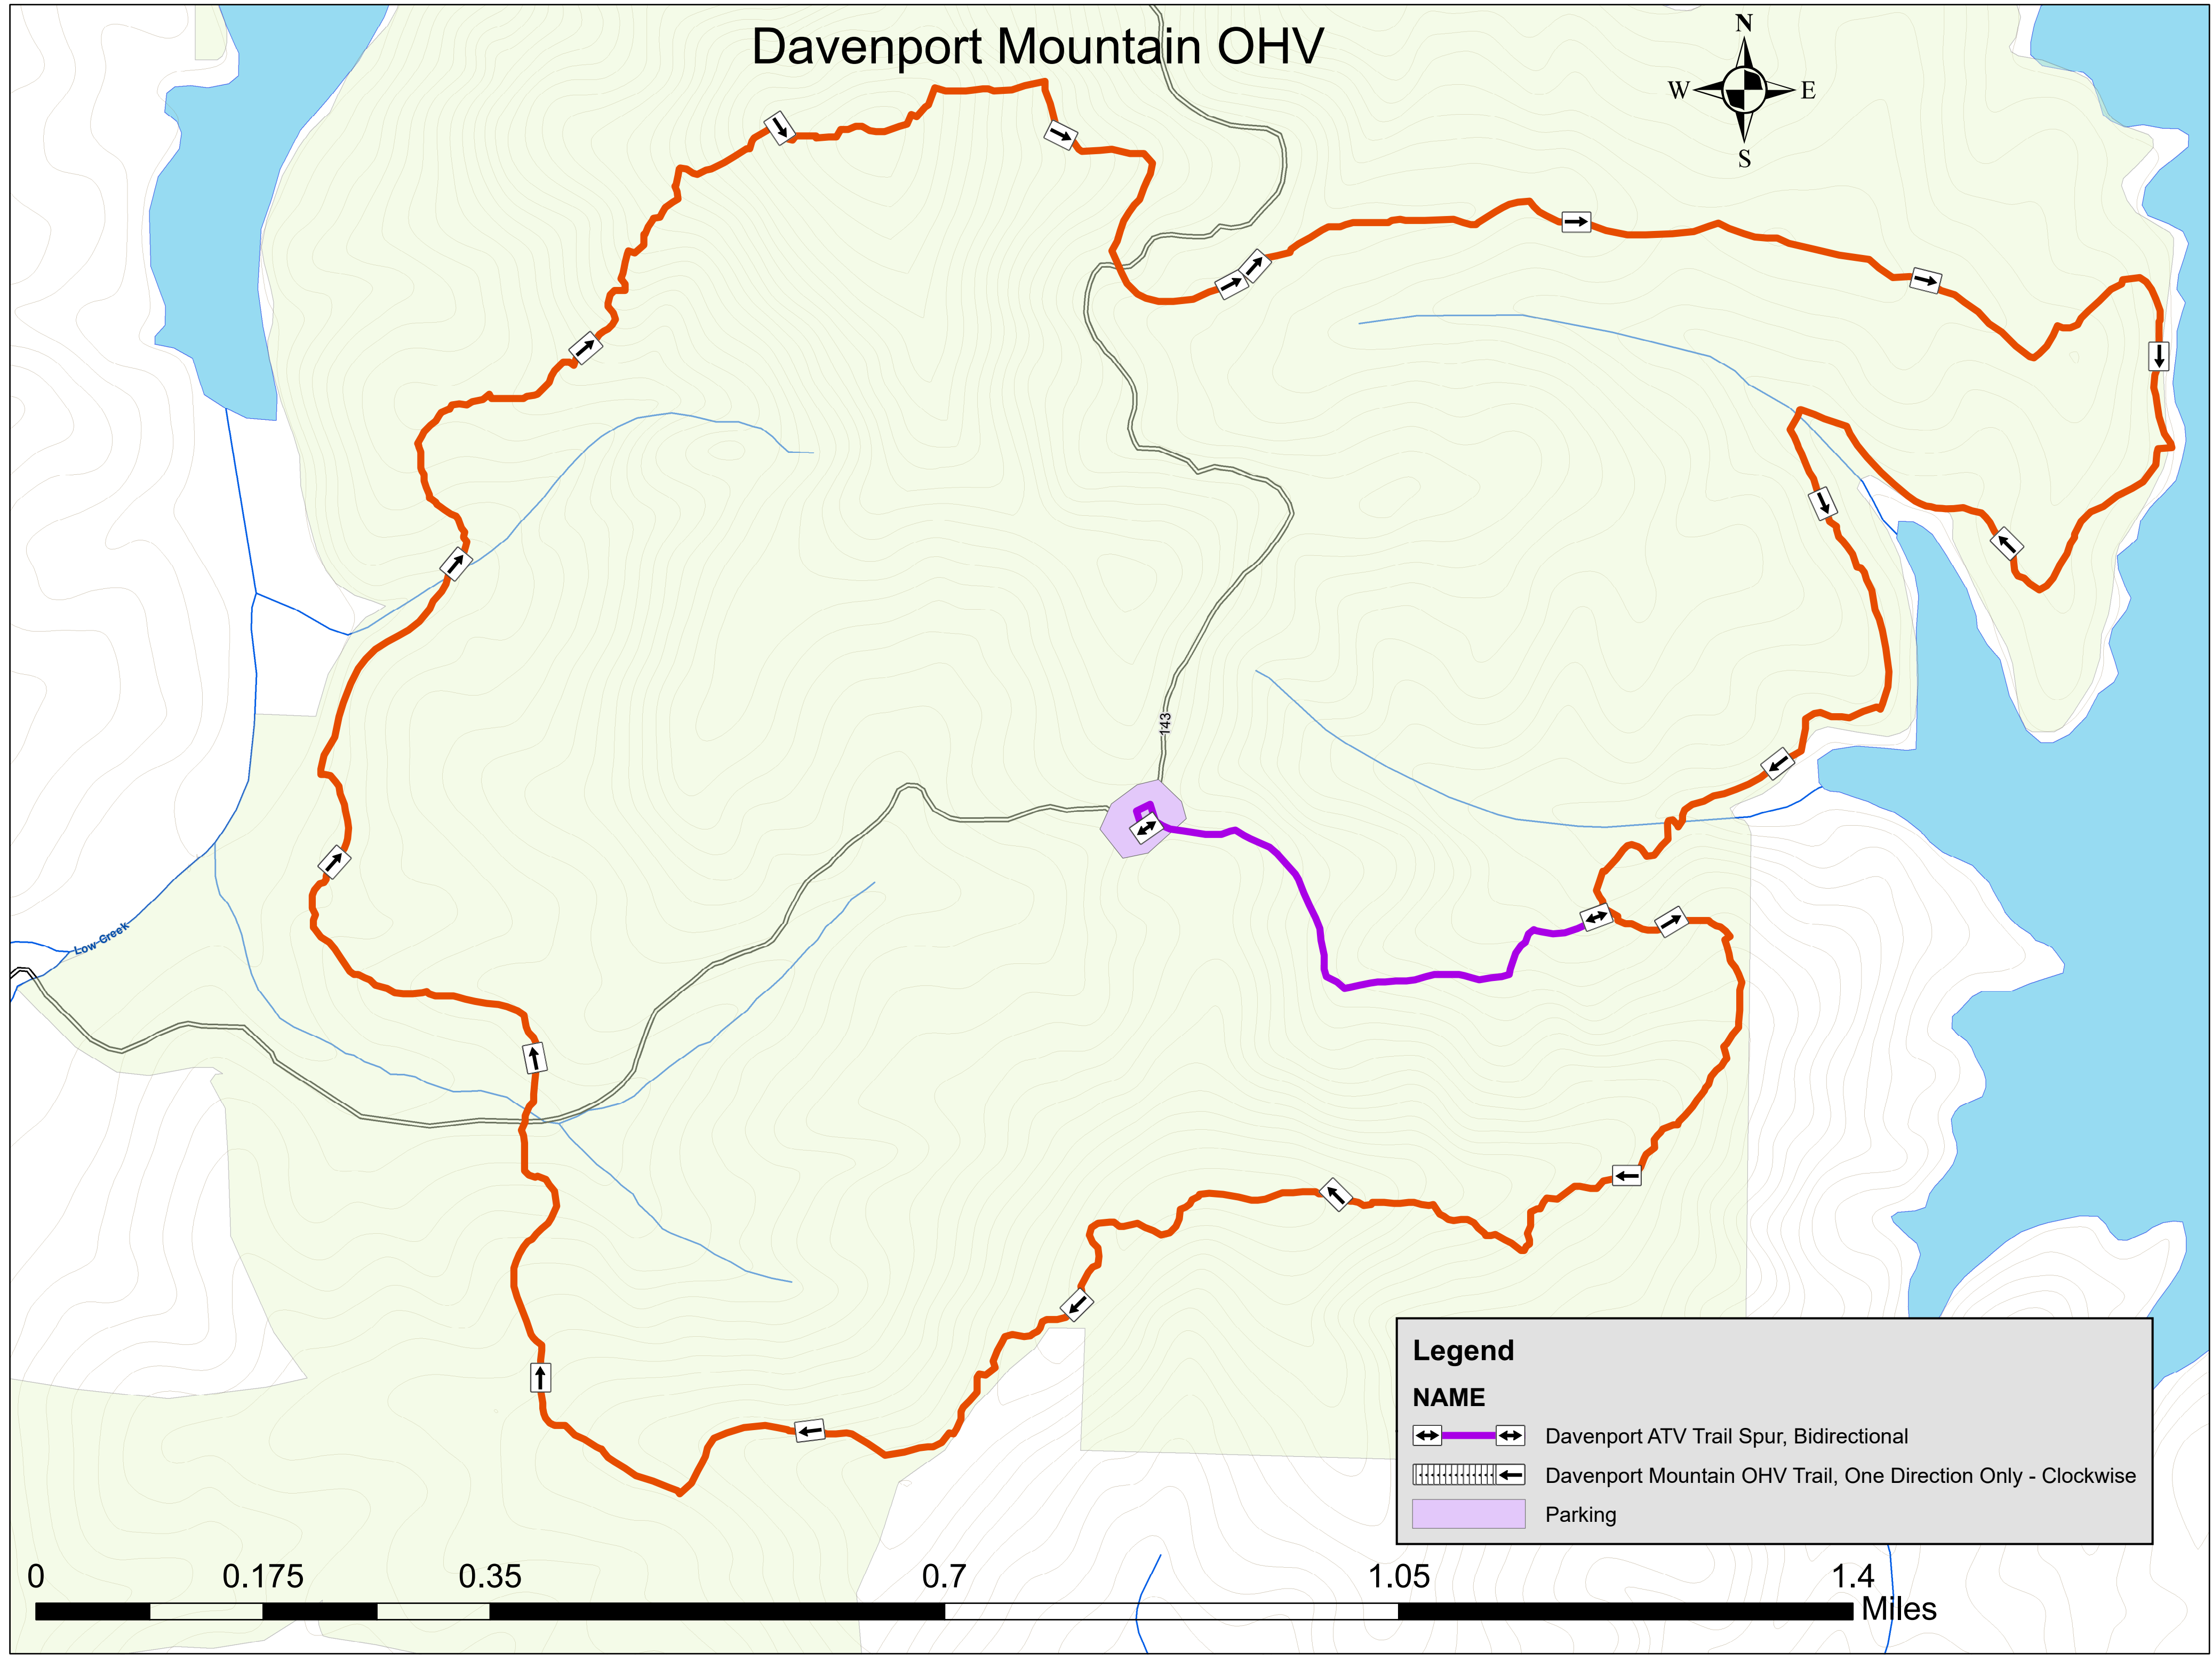 Davenport Mountain OHV
N
W E
S
143
Low Creek
Legend
NAME
Davenport ATV Trail Spur, Bidirectional
Davenport Mountain OHV Trail, One Direction Only - Clockwise
Parking
0 0.175 0.35 0.7 1.05 1.4
Miles